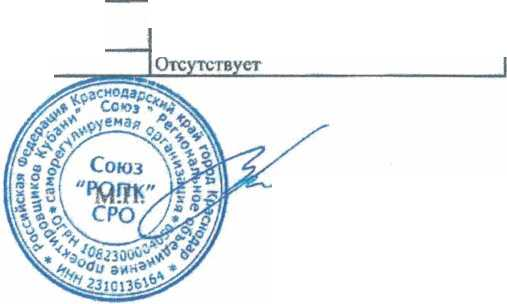 Отсутствует
Российская Федерация Краснодарский край город Краснодар
Союз "Региональное объединение проектировщиков Кубани"
* саморегулируемая организация *
ОГРН 1082300004090
* ИНН 2310136164 *
Союз
"РОПК"
М.П.
СРО